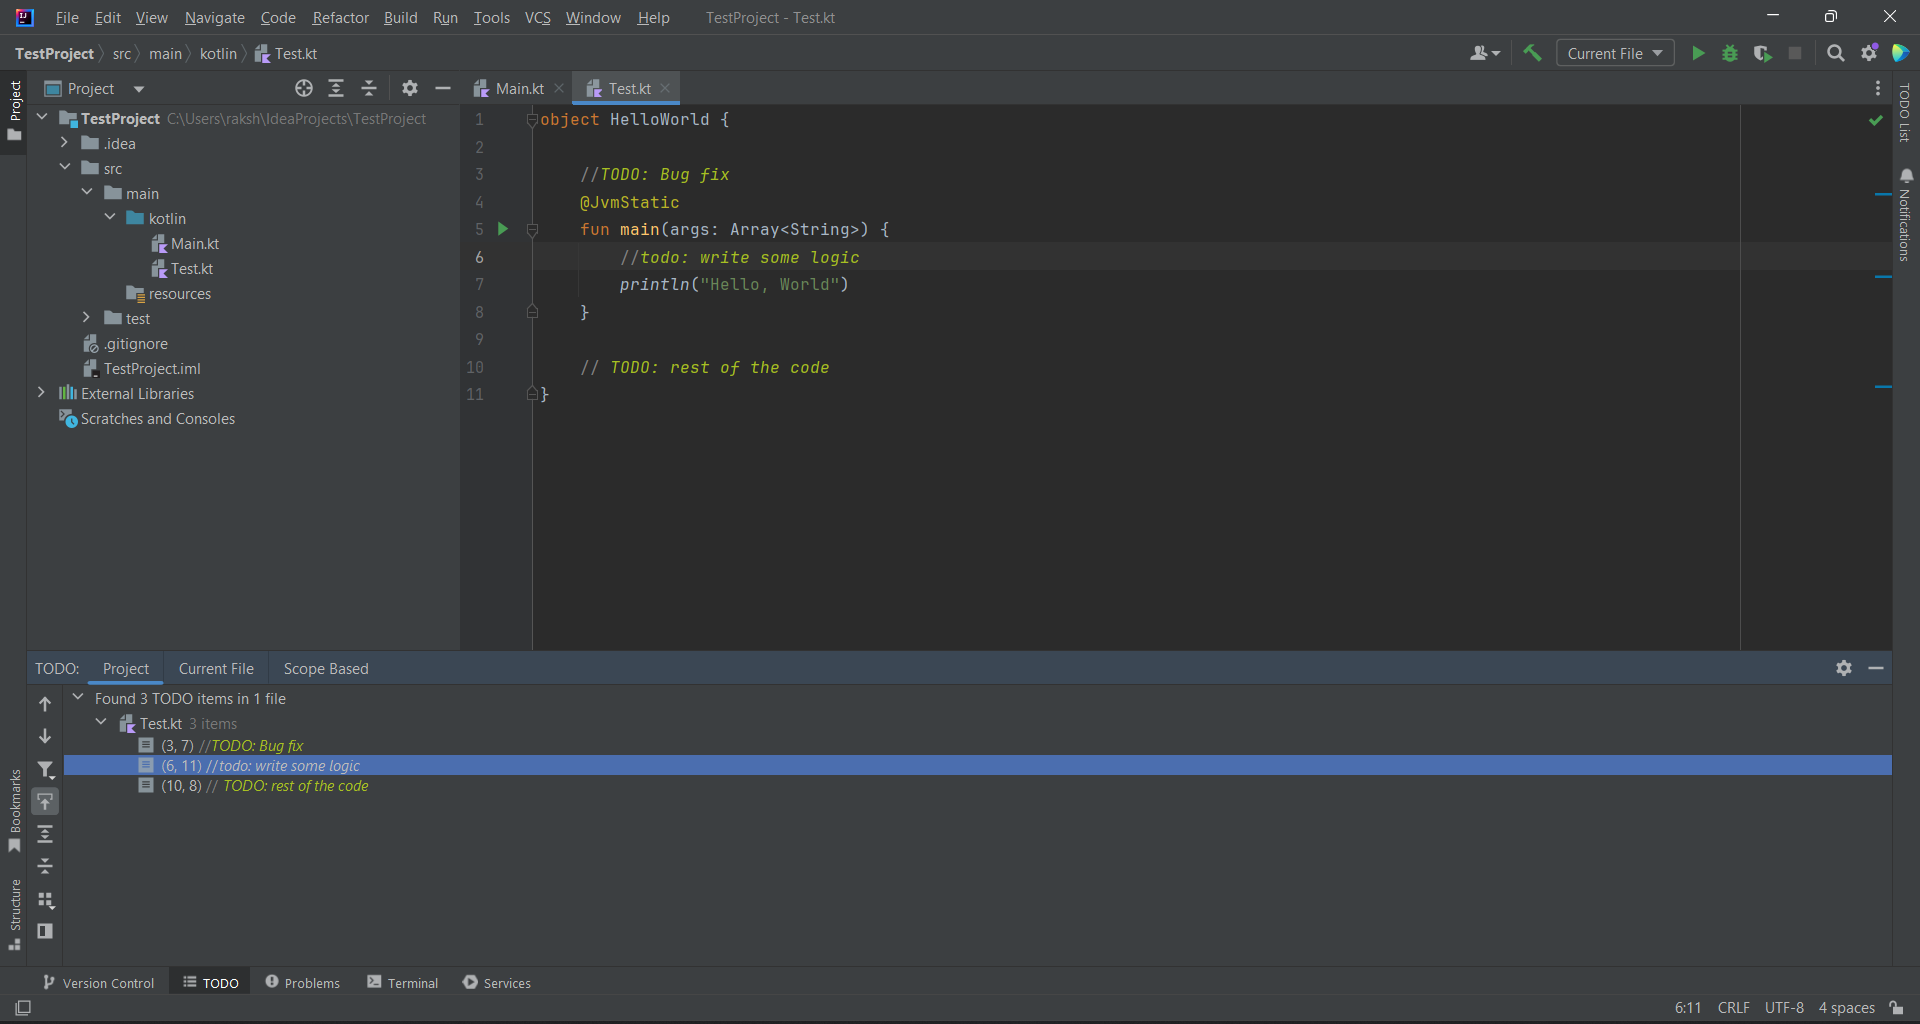 File Edit View Navigate Code Refactor Build Run Tools VCS Window Help TestProject - Test.kt
TestProject src main kotlin Test.kt
Current File
Project
Project
Main.kt
Test.kt
TestProject C:\Users\raksh\IdeaProjects\TestProject
.idea
src
main
kotlin
Main.kt
Test.kt
resources
test
.gitignore
TestProject.iml
External Libraries
Scratches and Consoles
1 object HelloWorld {
2
3 //TODO: Bug fix
4 @JvmStatic
5 fun main(args: Array<String>) {
6 //todo: write some logic
7 println("Hello, World")
8 }
9
10 // TODO: rest of the code
11 }
TODO List
Notifications
TODO: Project Current File Scope Based
Found 3 TODO items in 1 file
Test.kt 3 items
(3, 7) //TODO: Bug fix
(6, 11) //todo: write some logic
(10, 8) // TODO: rest of the code
Bookmarks
Structure
Version Control TODO Problems Terminal Services
6:11 CRLF UTF-8 4 spaces